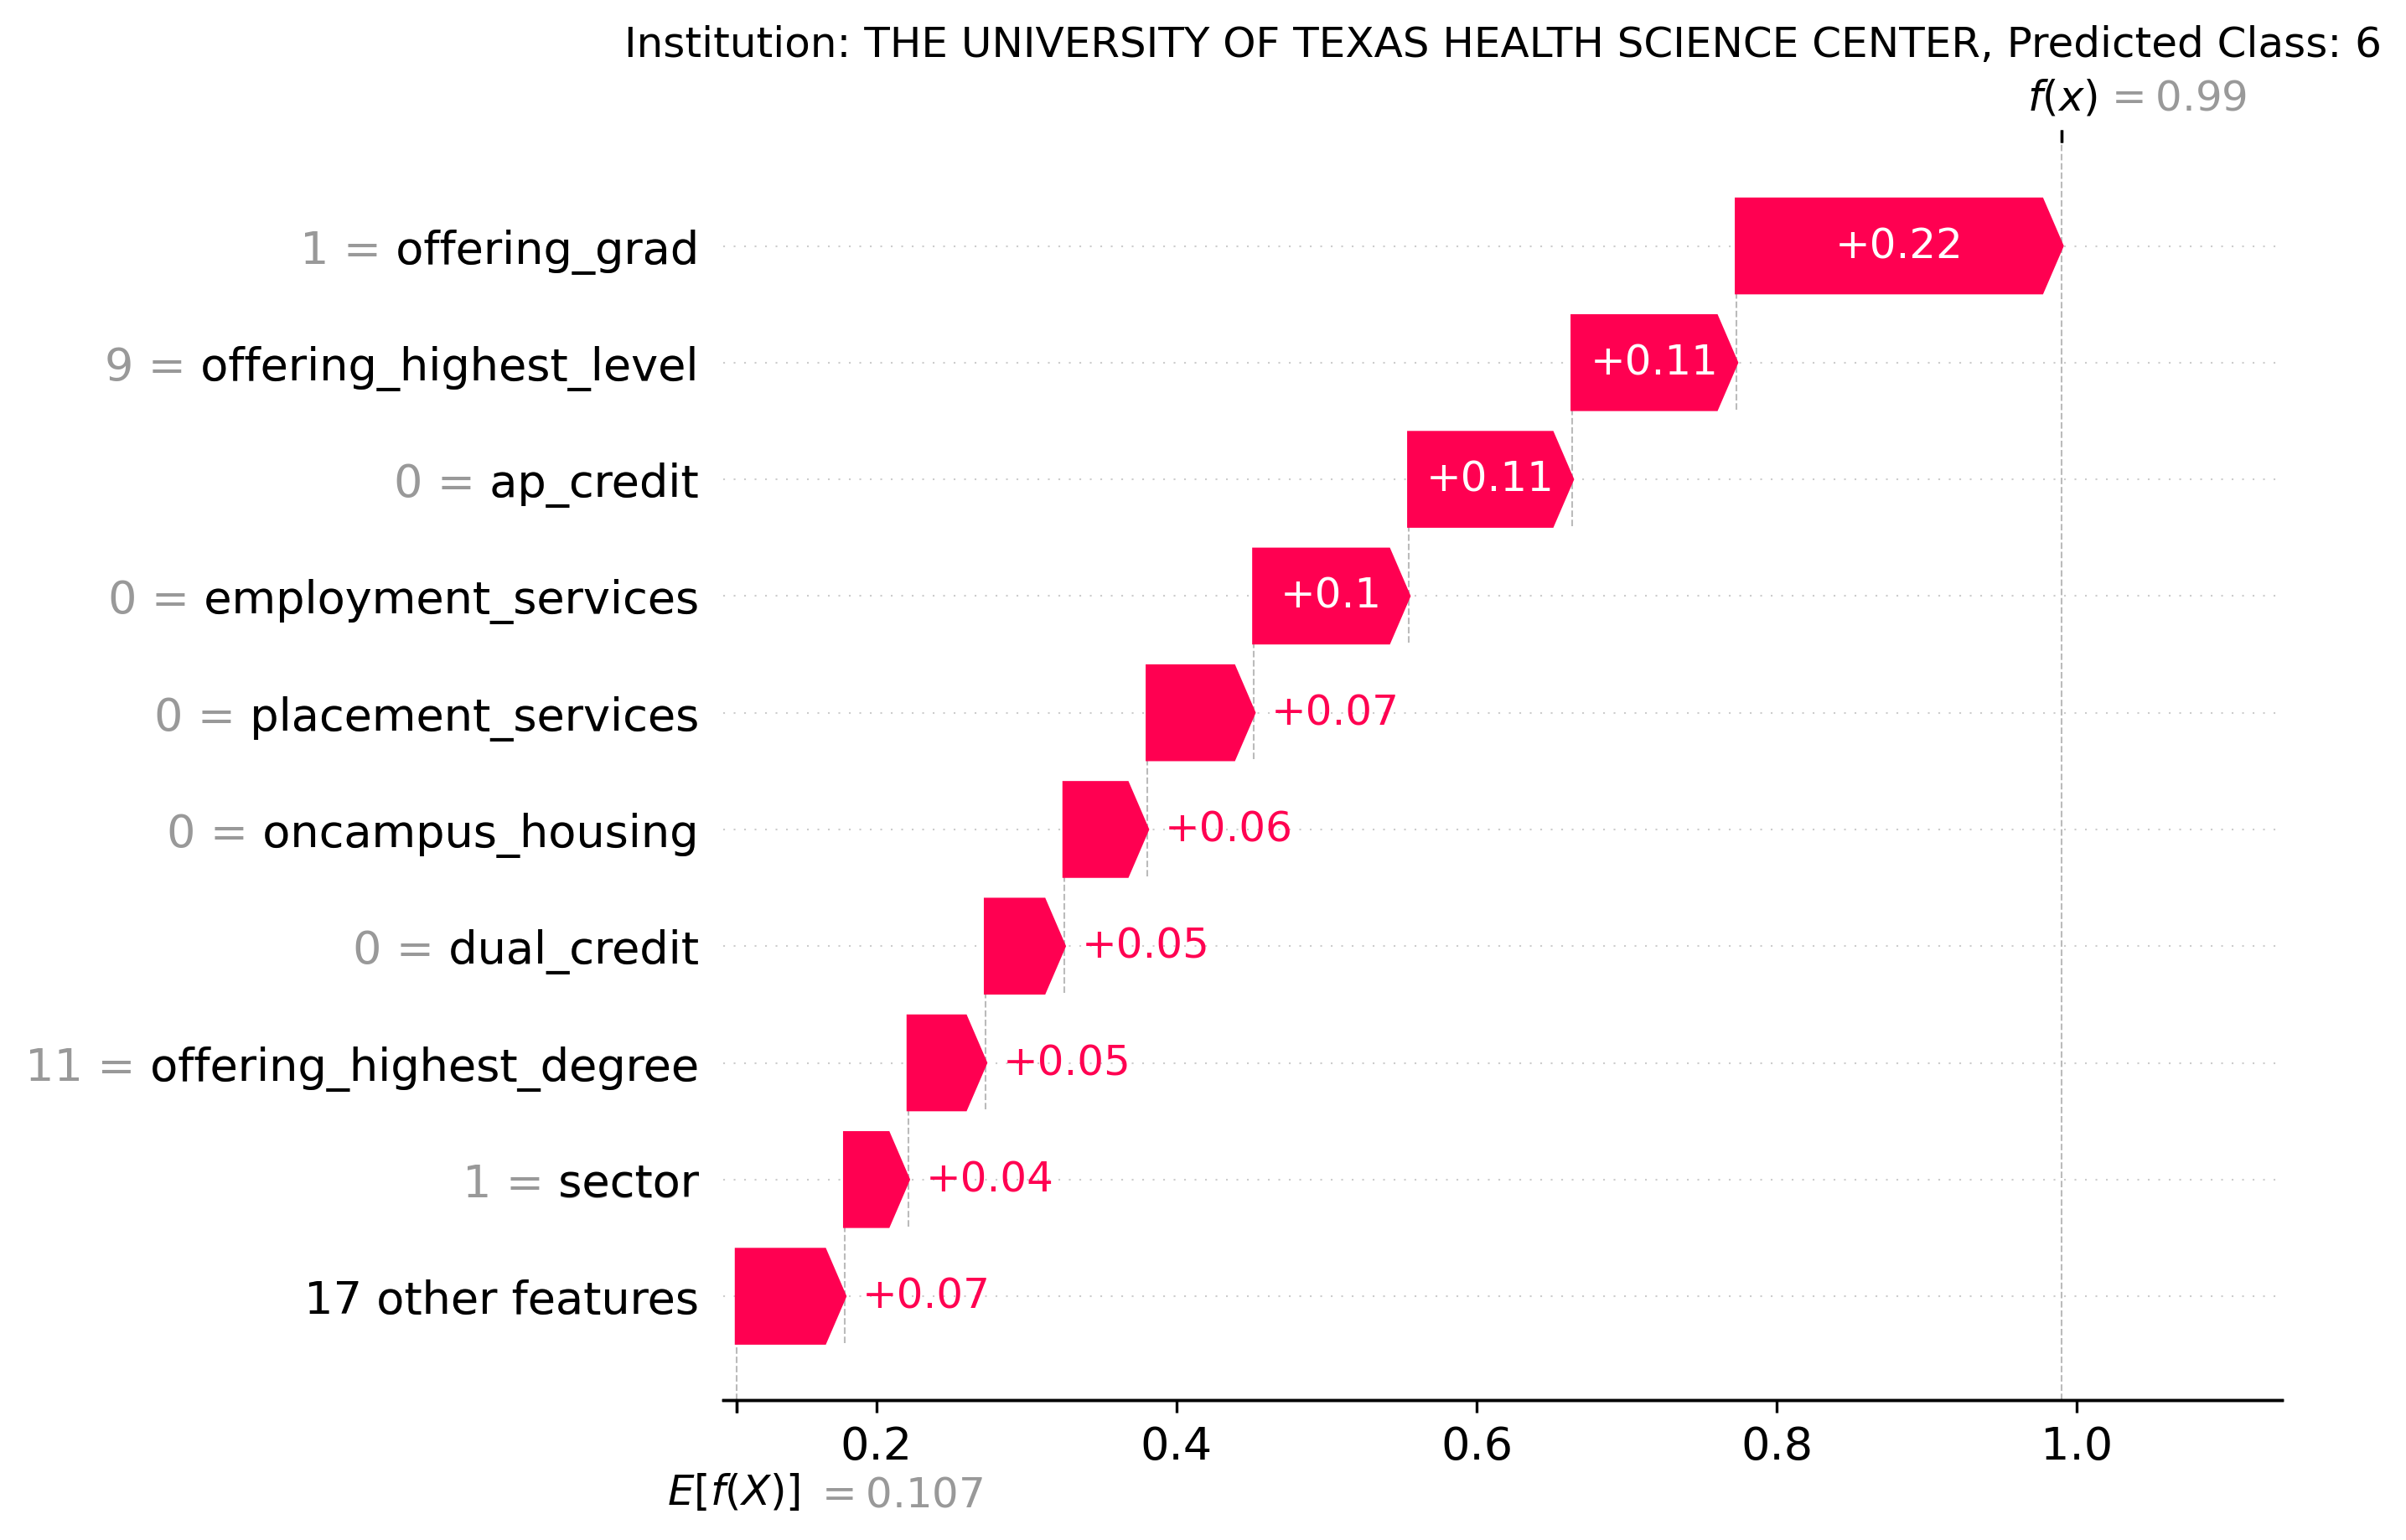 Institution: THE UNIVERSITY OF TEXAS HEALTH SCIENCE CENTER, Predicted Class: 6
f(x) = 0.99
1 = offering_grad +0.22
9 = offering_highest_level +0.11
0 = ap_credit +0.11
0 = employment_services +0.1
0 = placement_services +0.07
0 = oncampus_housing +0.06
0 = dual_credit +0.05
11 = offering_highest_degree +0.05
1 = sector +0.04
17 other features +0.07
0.2 0.4 0.6 0.8 1.0
E[f(X)] = 0.107